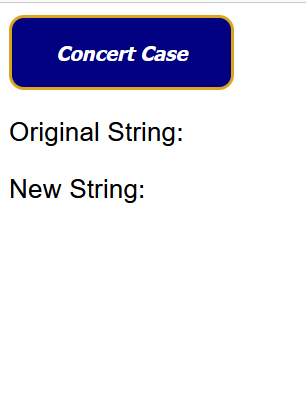 Concert Case
Original String:
New String: